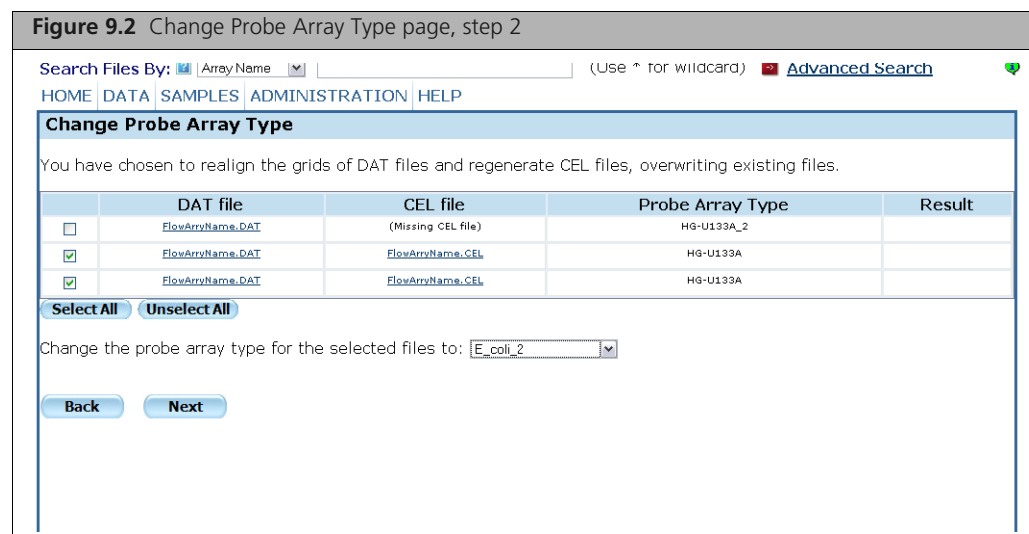 Figure 9.2 Change Probe Array Type page, step 2
Search Files By: Array Name (Use * for wildcard) Advanced Search
HOME DATA SAMPLES ADMINISTRATION HELP
Change Probe Array Type
You have chosen to realign the grids of DAT files and regenerate CEL files, overwriting existing files.
DAT file CEL file Probe Array Type Result
FlowArryName.DAT (Missing CEL file) HG-U133A_2
FlowArryName.DAT FlowArryName.CEL HG-U133A
FlowArryName.DAT FlowArryName.CEL HG-U133A
Select All Unselect All
Change the probe array type for the selected files to: E_coli_2
Back Next